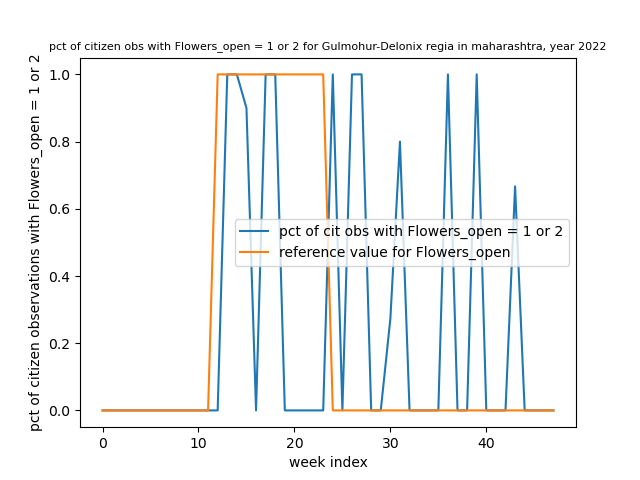 pct of citizen obs with Flowers_open = 1 or 2 for Gulmohur-Delonix regia in maharashtra, year 2022
pct of citizen observations with Flowers_open = 1 or 2
1.0
0.8
0.6
0.4
0.2
0.0
pct of cit obs with Flowers_open = 1 or 2
reference value for Flowers_open
0 10 20 30 40
week index